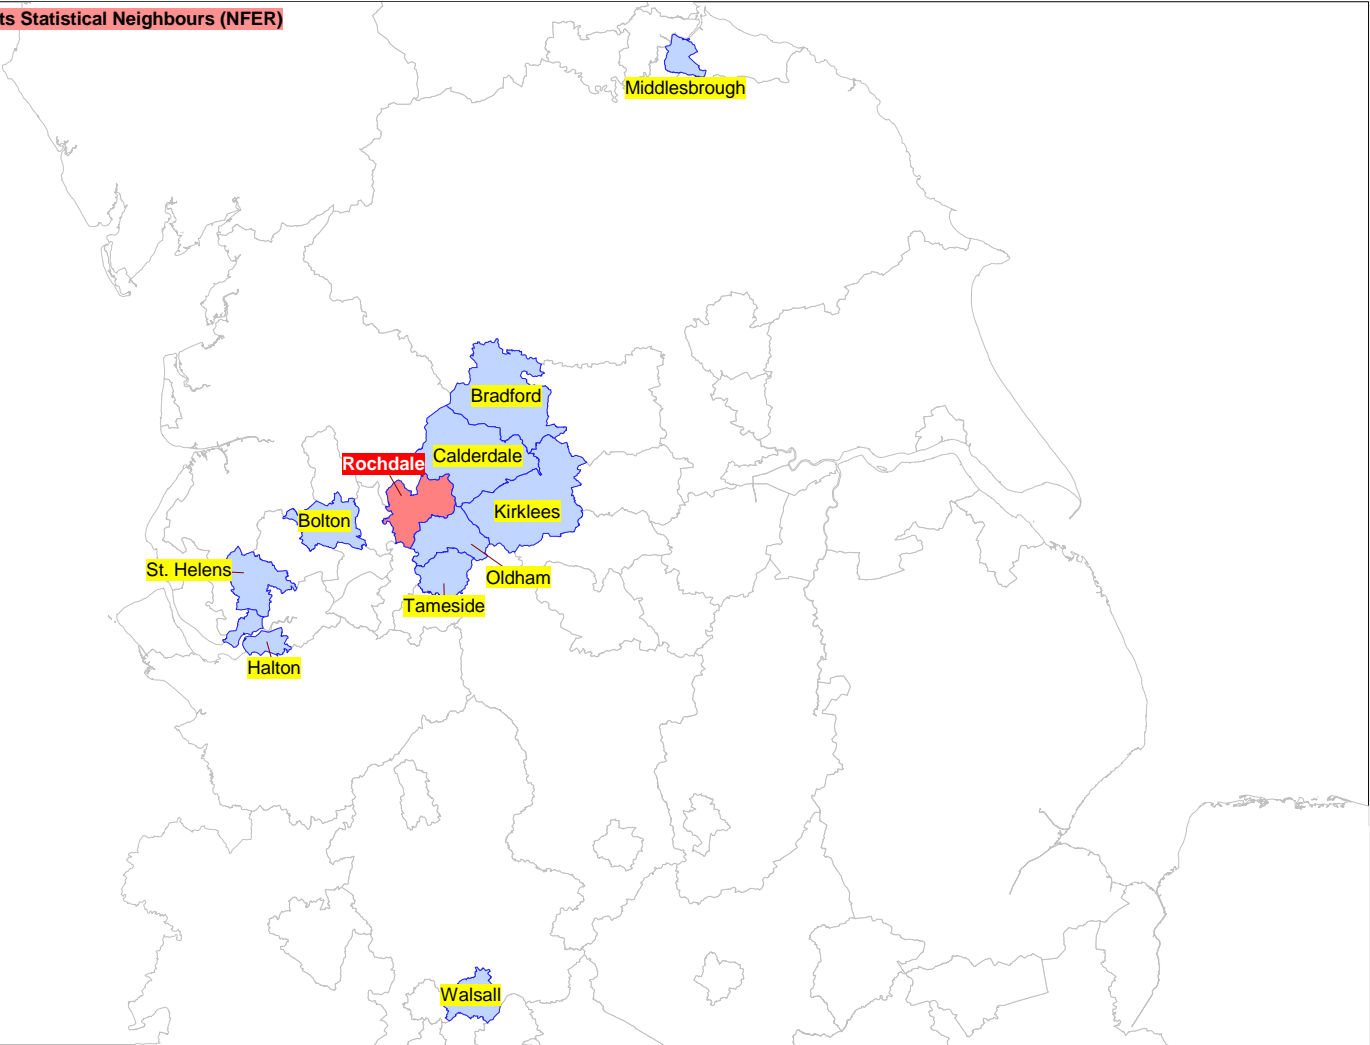 ts Statistical Neighbours (NFER)
Middlesbrough
Bradford
Calderdale
Rochdale
Kirklees
Bolton
St. Helens
Oldham
Tameside
Halton
Walsall